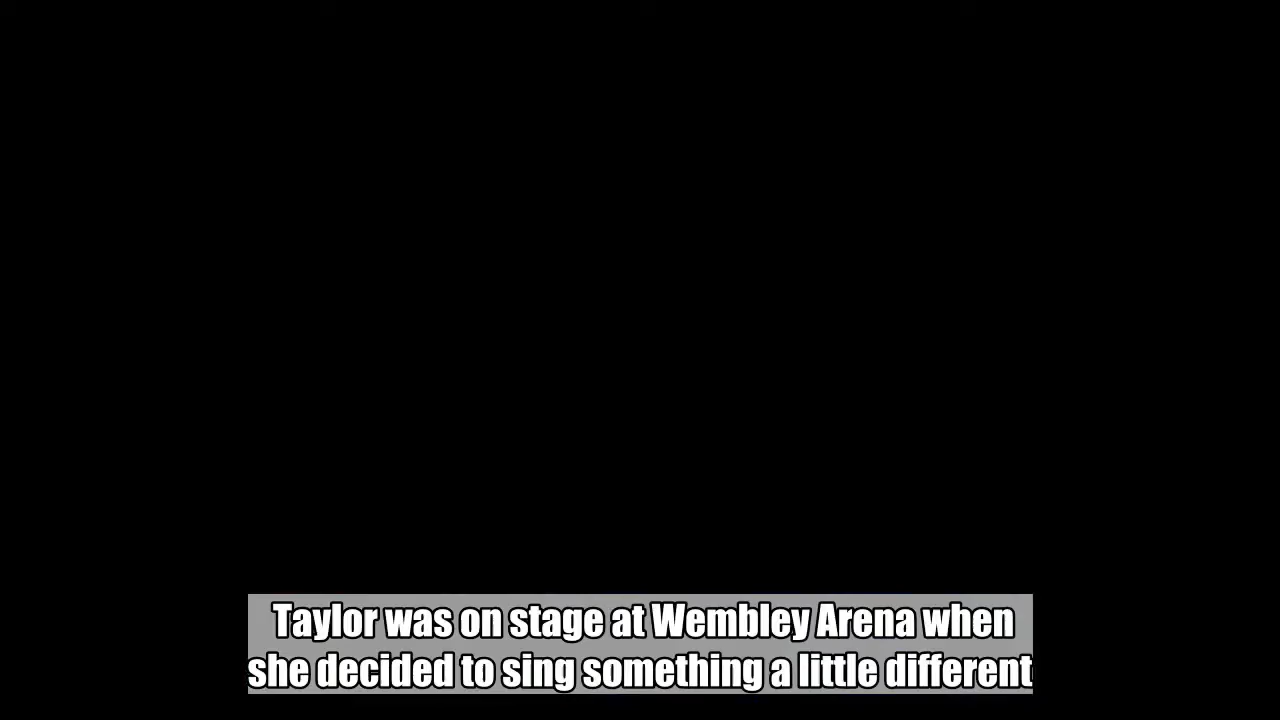 Taylor was on stage at Wembley Arena when
she decided to sing something a little different